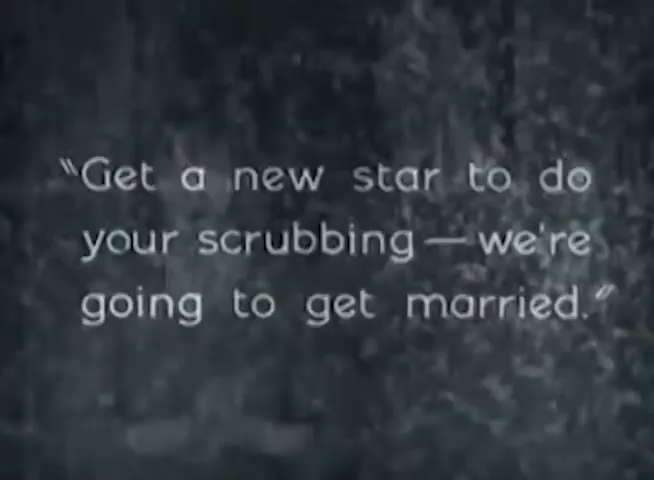 "Get a new star to do
your scrubbing — we're
going to get married."